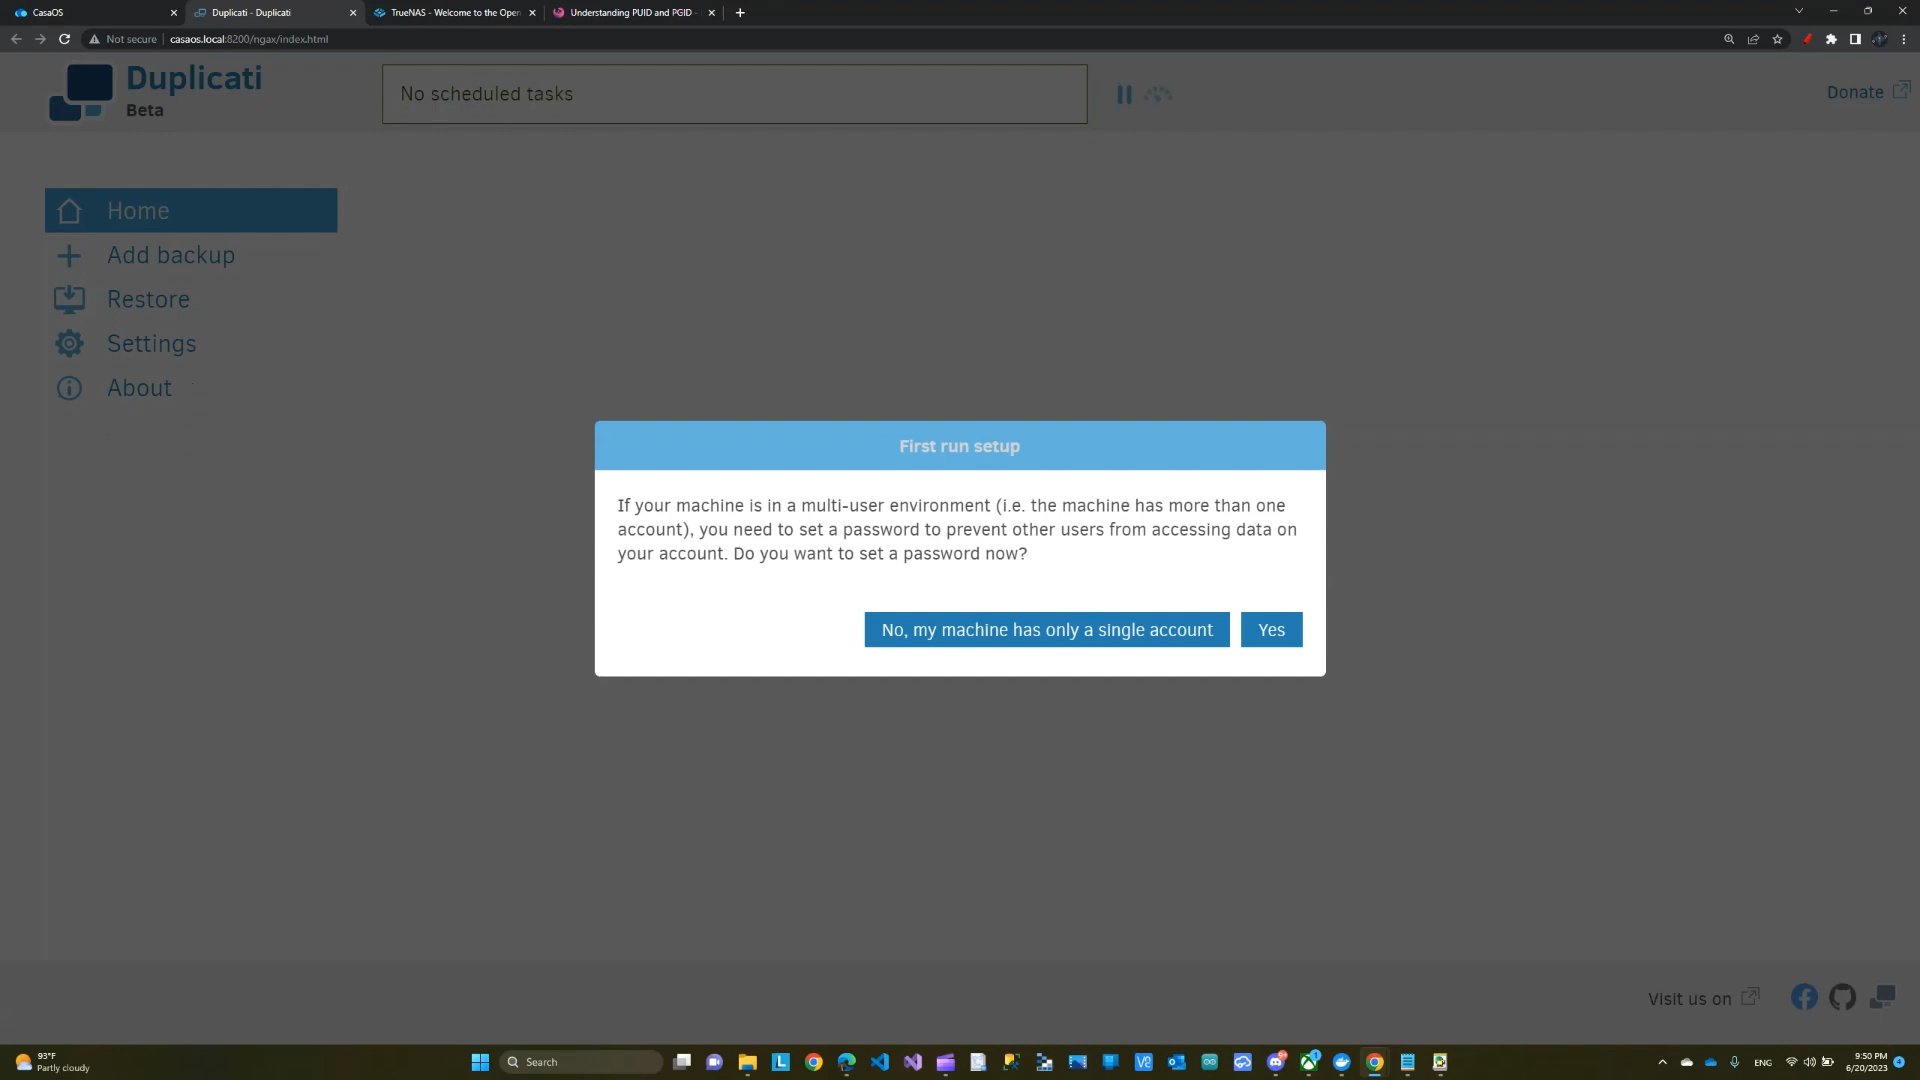 CasaOS
Duplicati - Duplicati
TrueNAS - Welcome to the Open
Understanding PUID and PGID -
Not secure
casaos.local:8200/ngax/index.html
Duplicati
Beta
No scheduled tasks
Donate
Home
Add backup
Restore
Settings
About
First run setup
If your machine is in a multi-user environment (i.e. the machine has more than one
account), you need to set a password to prevent other users from accessing data on
your account. Do you want to set a password now?
No, my machine has only a single account
Yes
Visit us on
93°F
Partly cloudy
Search
ENG
9:50 PM
6/20/2023